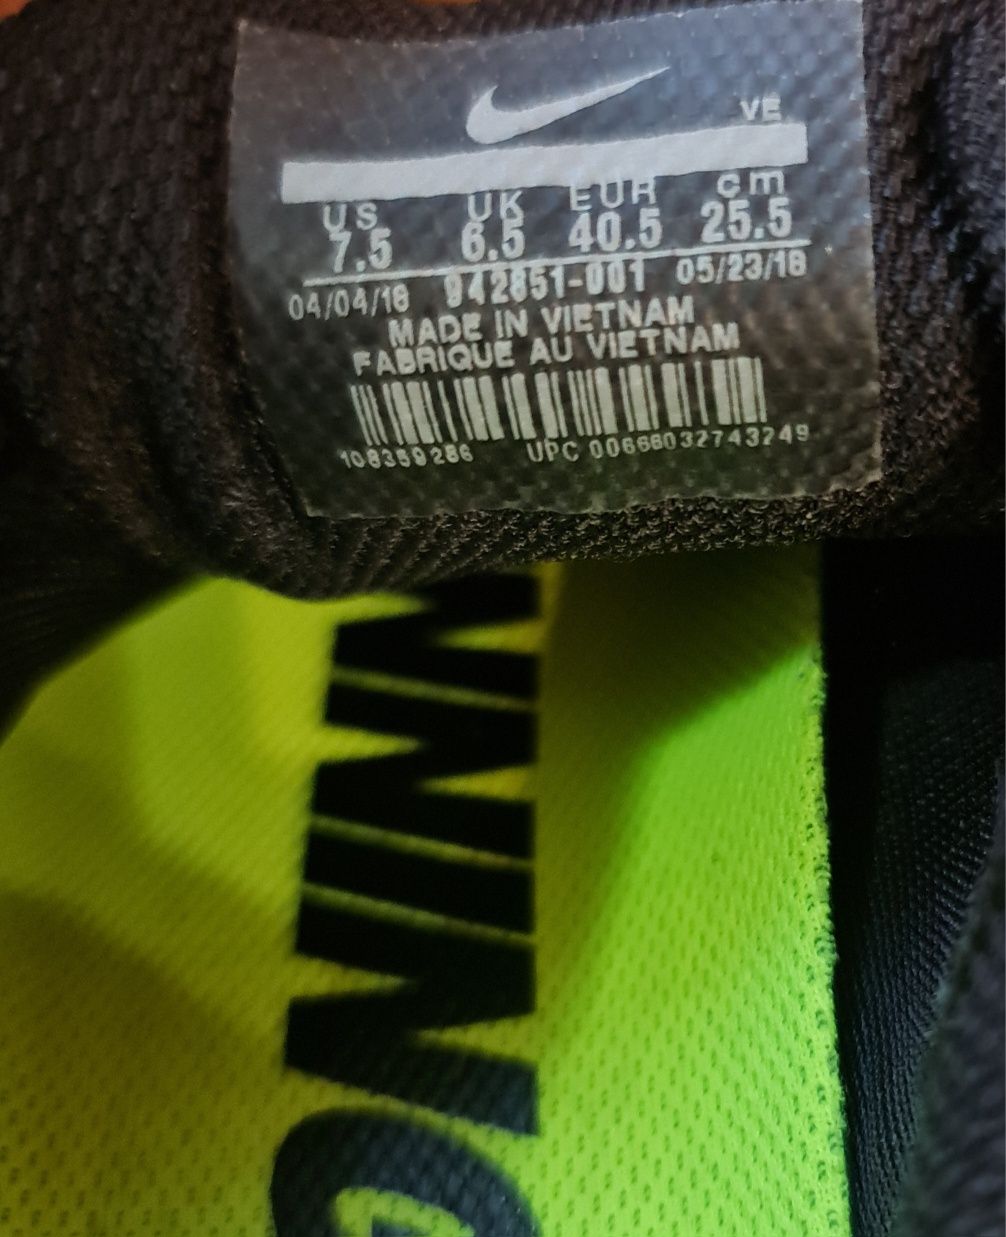 VE
US UK EUR cm
7.5 6.5 40.5 25.5
04/04/18 942851-001 05/23/18
MADE IN VIETNAM
FABRIQUE AU VIETNAM
108359286 UPC 00666032743249